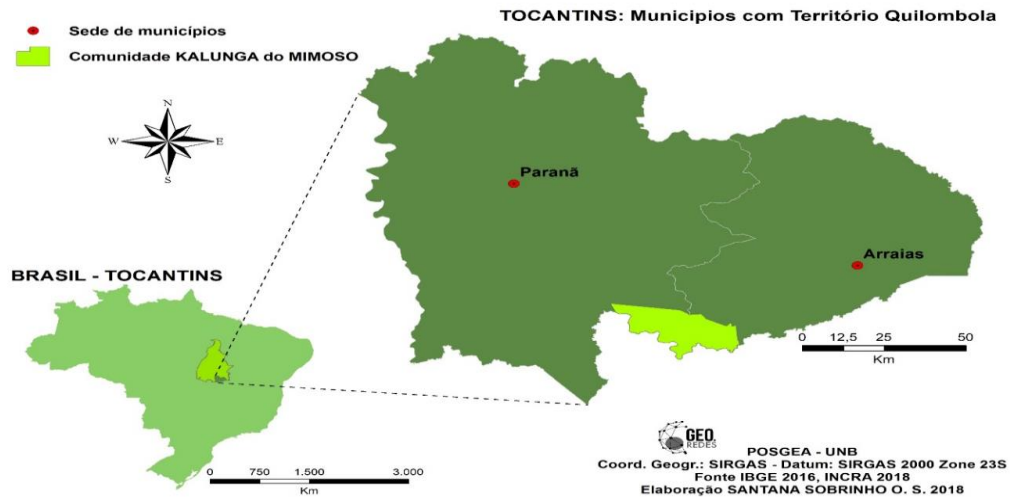 TOCANTINS: Municipios com Território Quilombola
Sede de municípios
Comunidade KALUNGA do MIMOSO
N
W
E
S
Paranã
Arraias
BRASIL - TOCANTINS
0 12,5 25 50
Km
0 750 1.500 3.000
Km
GEO.
REDES
POSGEA - UNB
Coord. Geogr.: SIRGAS - Datum: SIRGAS 2000 Zone 23S
Fonte IBGE 2016, INCRA 2018
Elaboração SANTANA SOBRINHO O. S. 2018